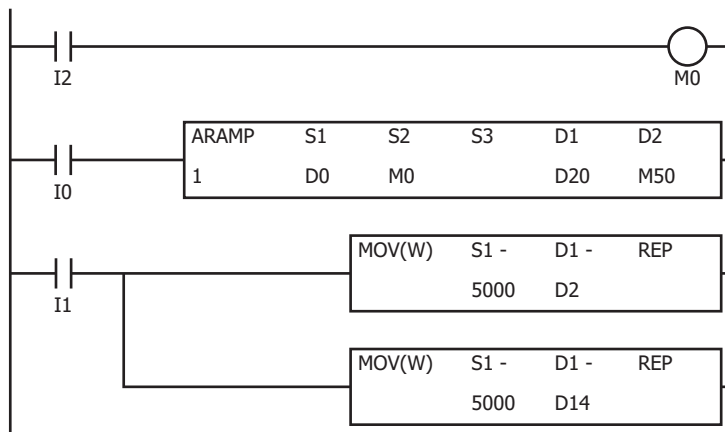 I2
M0
ARAMP S1 S2 S3 D1 D2
1 D0 M0 D20 M50
I0
MOV(W) S1 - D1 - REP
5000 D2
I1
MOV(W) S1 - D1 - REP
5000 D14